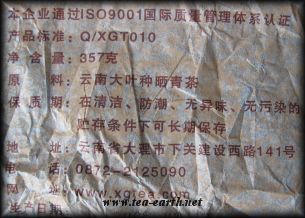 本企业通过ISO9001国际质量管理体系认证
产品标准: Q/XGT010
净 含 量: 357克
原 料: 云南大叶种晒青茶
保 质 期: 在清洁、防潮、无异味、无污染的
贮存条件下可长期保存
地 址: 云南省大理市下关建设西路141号
电 话: 0872-2125090
网 址: www.xgtea.com
生产日期
www.tea-earth.net